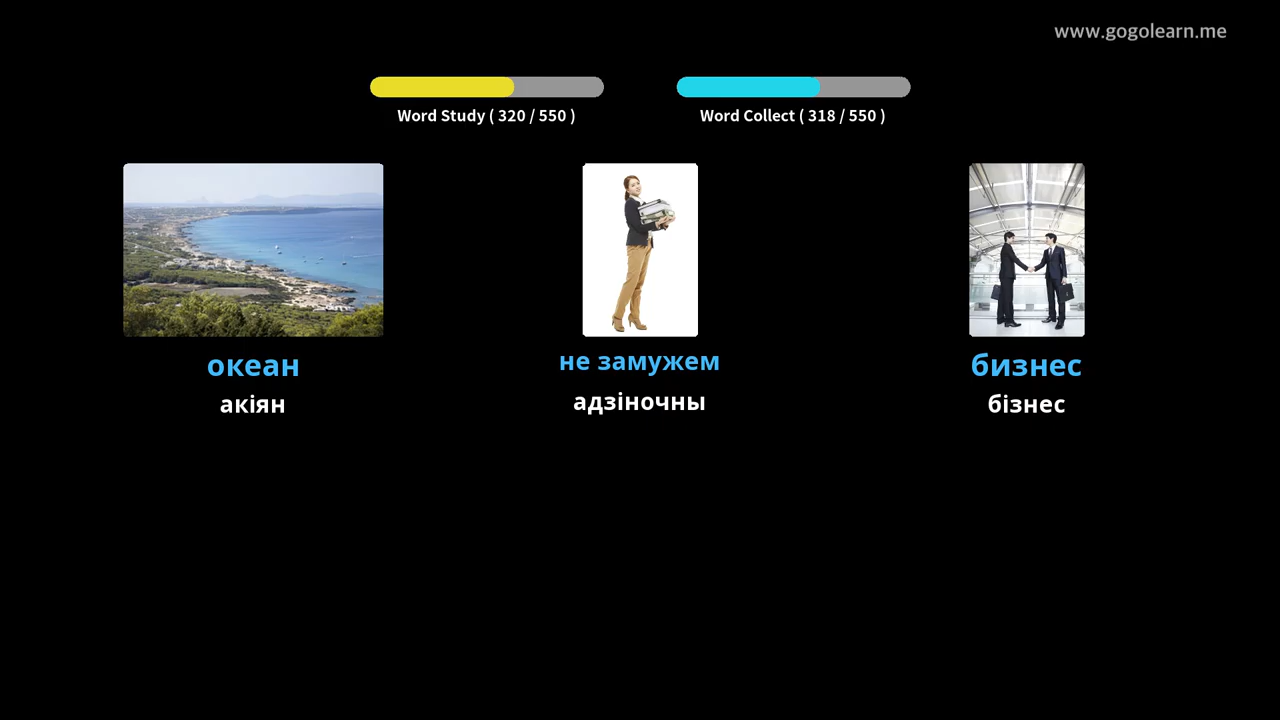 www.gogolearn.me
Word Study ( 320 / 550 )
Word Collect ( 318 / 550 )
океан
акіян
не замужем
адзіночны
бизнес
бізнес